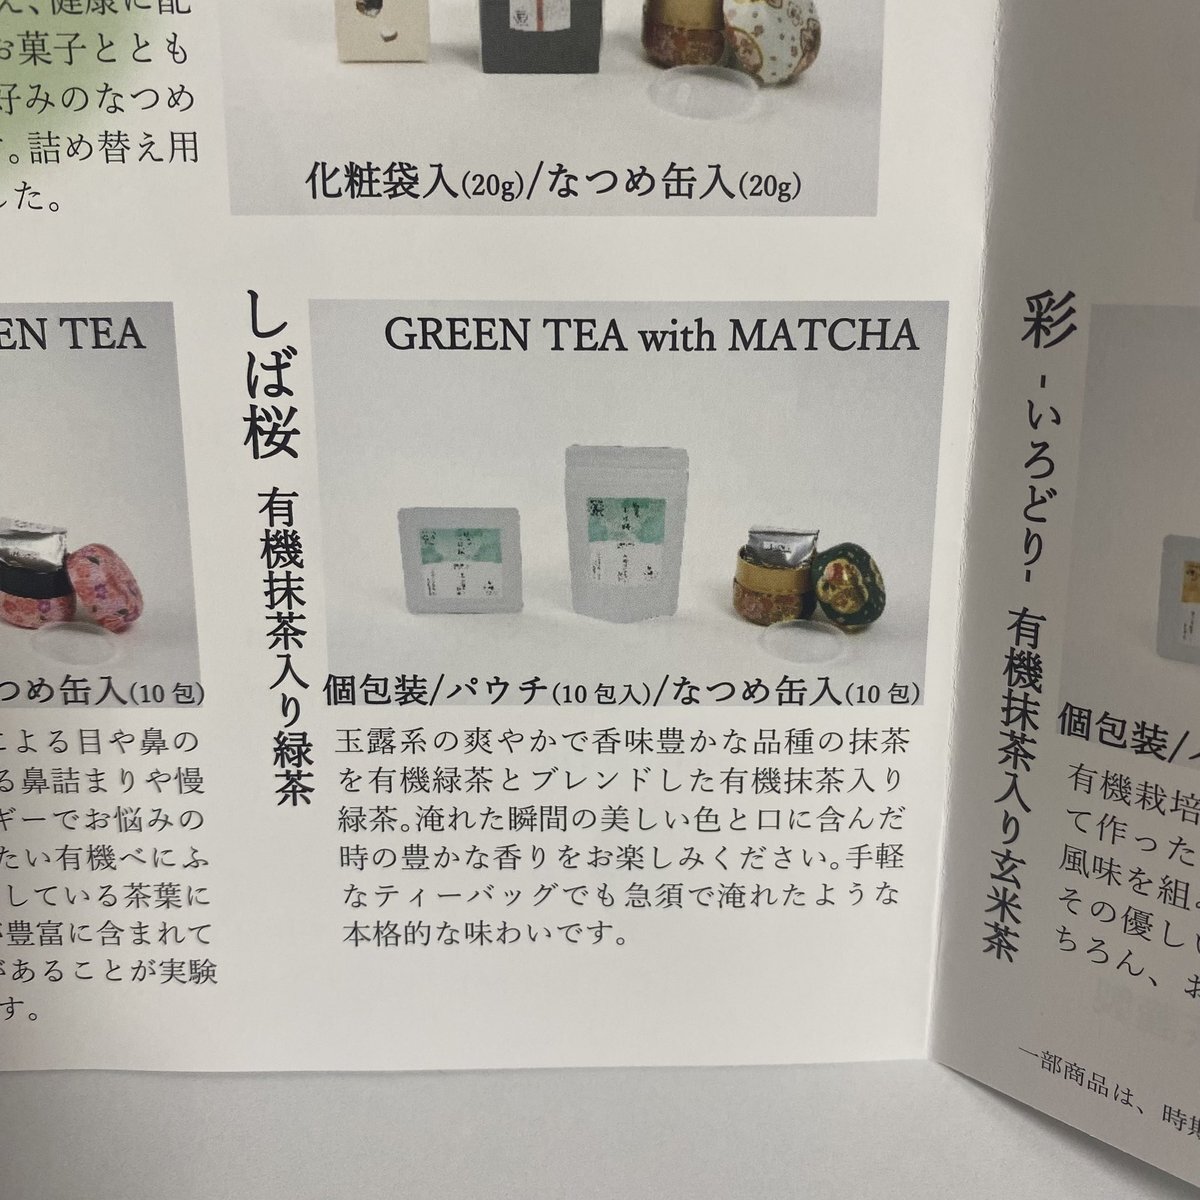 え、健康に配
お菓子ととも
好みのなつめ
す。詰め替え用
した。
化粧袋入(20g)/なつめ缶入(20g)
EN TEA
つめ缶入(10包)
による目や鼻の
る鼻詰まりや慢
ギーでお悩みの
たい有機べにふ
している茶葉に
が豊富に含まれて
があることが実験
す。
しば桜 有機抹茶入り緑茶
GREEN TEA with MATCHA
個包装/パウチ(10包入)/なつめ缶入(10包)
玉露系の爽やかで香味豊かな品種の抹茶
を有機緑茶とブレンドした有機抹茶入り
緑茶。淹れた瞬間の美しい色と口に含んだ
時の豊かな香りをお楽しみください。手軽
なティーバッグでも急須で淹れたような
本格的な味わいです。
彩 -いろどり- 有機抹茶入り玄米茶
個包装/
有機栽培
て作った
風味を組み
その優しい
ちろん、お
一部商品は、時期